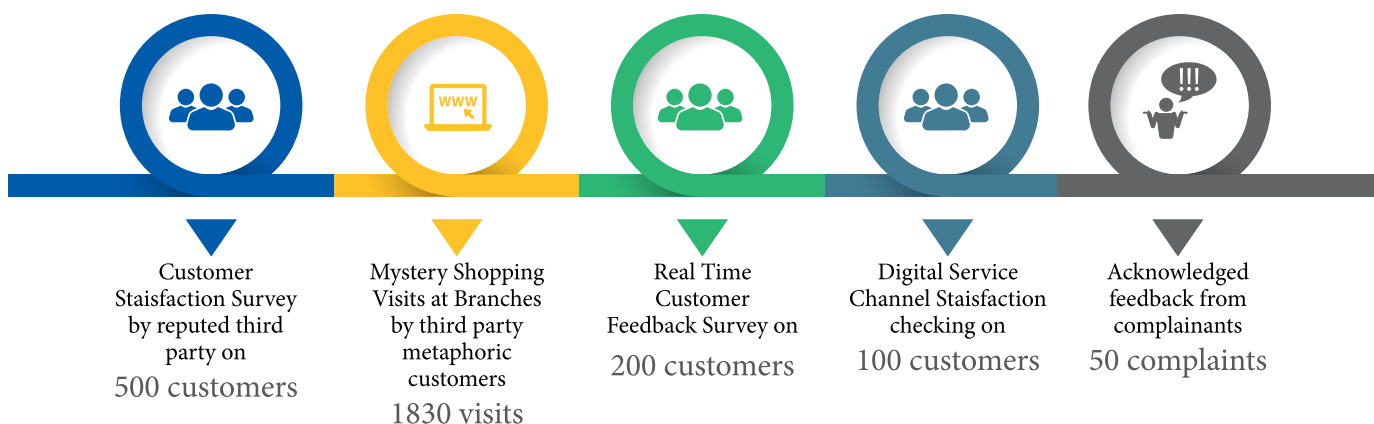 WWW
!!!
Customer
Staisfaction Survey
by reputed third
party on
500 customers
Mystery Shopping
Visits at Branches
by third party
metaphoric
customers
1830 visits
Real Time
Customer
Feedback Survey on
200 customers
Digital Service
Channel Staisfaction
checking on
100 customers
Acknowledged
feedback from
complainants
50 complaints